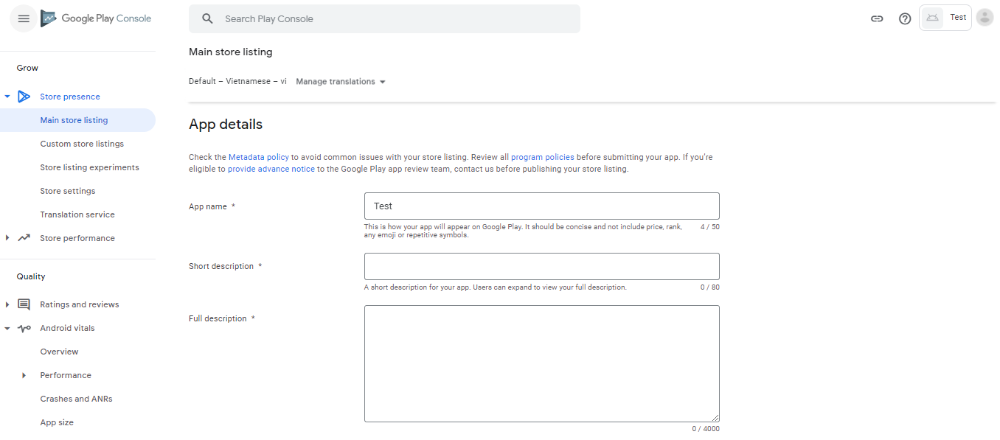 Google Play Console
Search Play Console
Test
Grow
Store presence
Main store listing
Custom store listings
Store listing experiments
Store settings
Translation service
Store performance
Quality
Ratings and reviews
Android vitals
Overview
Performance
Crashes and ANRs
App size
Main store listing
Default – Vietnamese – vi Manage translations
App details
Check the Metadata policy to avoid common issues with your store listing. Review all program policies before submitting your app. If you’re
eligible to provide advance notice to the Google Play app review team, contact us before publishing your store listing.
App name *
Test
This is how your app will appear on Google Play. It should be concise and not include price, rank, 4 / 50
any emoji or repetitive symbols.
Short description *
A short description for your app. Users can expand to view your full description. 0 / 80
Full description *
0 / 4000